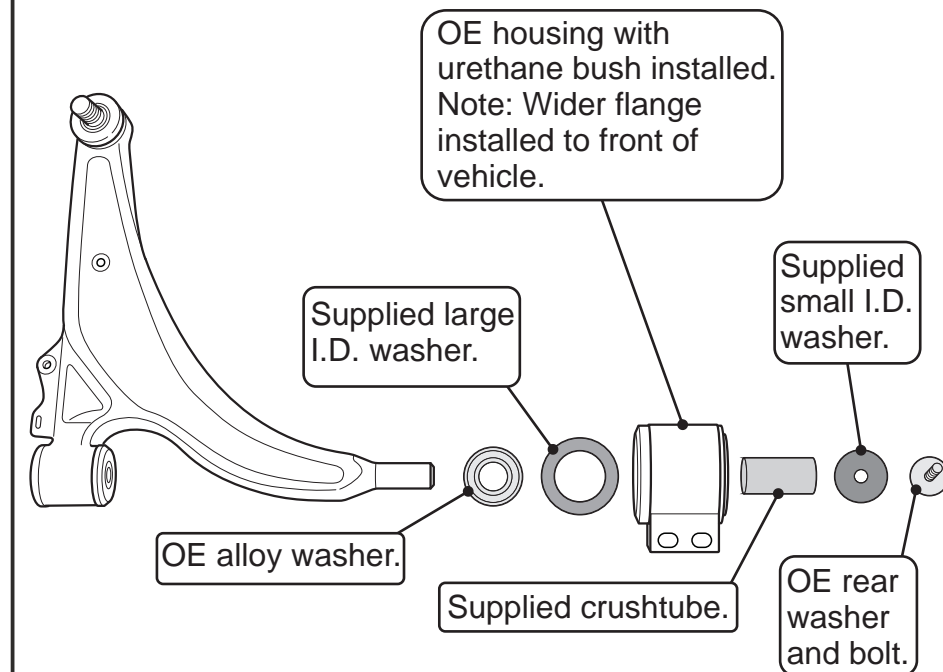 OE housing with
urethane bush installed.
Note: Wider flange
installed to front of
vehicle.
Supplied
small I.D.
washer.
Supplied large
I.D. washer.
OE alloy washer.
Supplied crushtube.
OE rear
washer
and bolt.